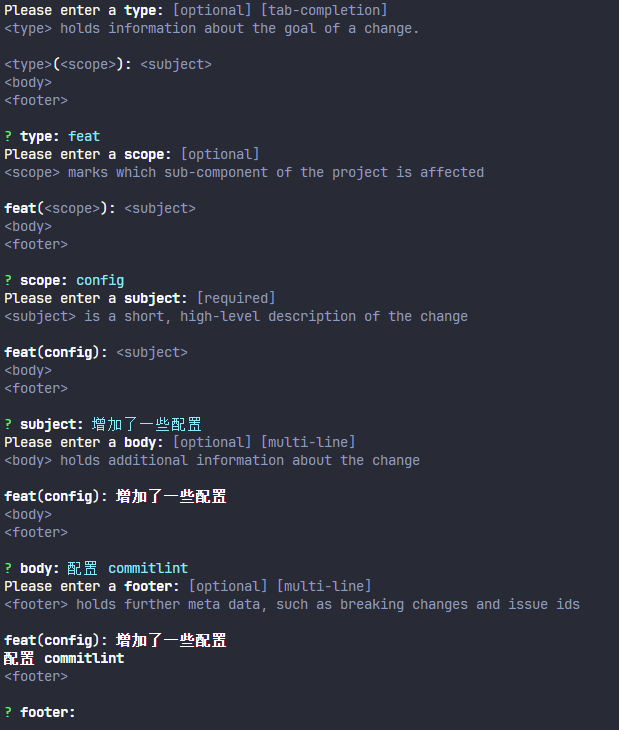 Please enter a type: [optional] [tab-completion]
<type> holds information about the goal of a change.
<type>(<scope>): <subject>
<body>
<footer>
? type: feat
Please enter a scope: [optional]
<scope> marks which sub-component of the project is affected
feat(<scope>): <subject>
<body>
<footer>
? scope: config
Please enter a subject: [required]
<subject> is a short, high-level description of the change
feat(config): <subject>
<body>
<footer>
? subject: 增加了一些配置
Please enter a body: [optional] [multi-line]
<body> holds additional information about the change
feat(config): 增加了一些配置
<body>
<footer>
? body: 配置 commitlint
Please enter a footer: [optional] [multi-line]
<footer> holds further meta data, such as breaking changes and issue ids
feat(config): 增加了一些配置
配置 commitlint
<footer>
? footer: